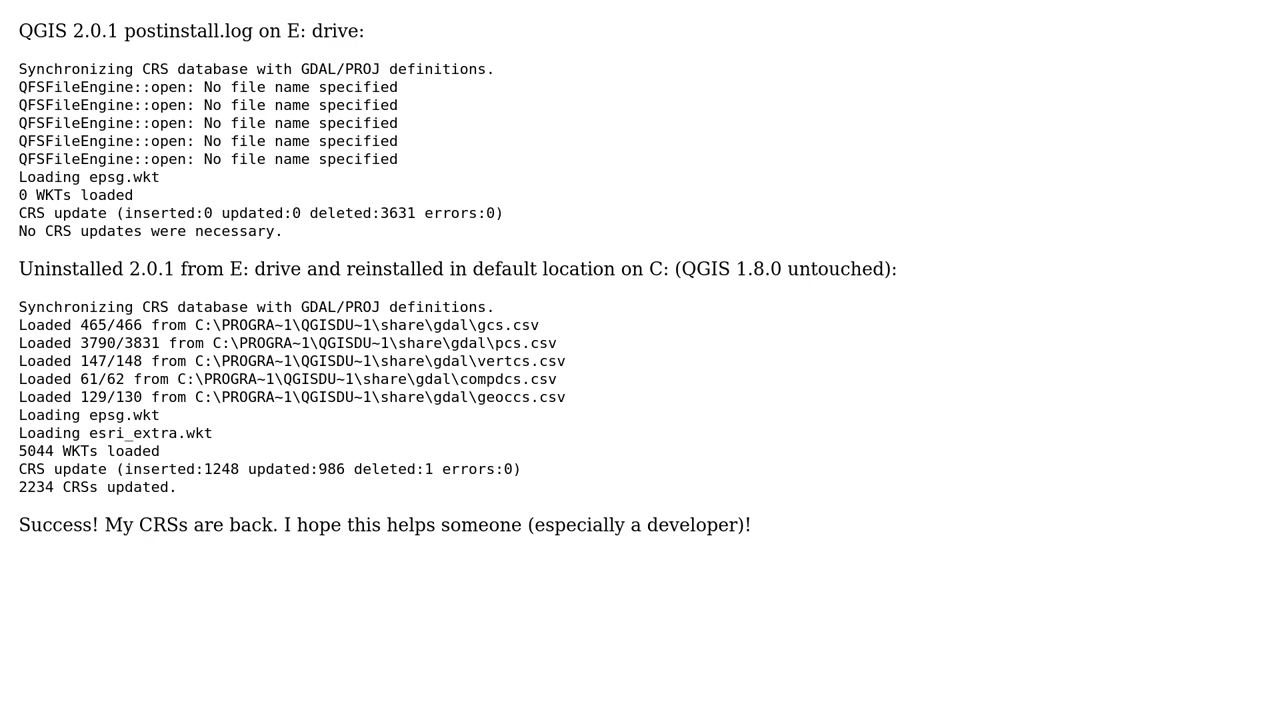 QGIS 2.0.1 postinstall.log on E: drive:
Synchronizing CRS database with GDAL/PROJ definitions.
QFSFileEngine::open: No file name specified
QFSFileEngine::open: No file name specified
QFSFileEngine::open: No file name specified
QFSFileEngine::open: No file name specified
QFSFileEngine::open: No file name specified
Loading epsg.wkt
0 WKTs loaded
CRS update (inserted:0 updated:0 deleted:3631 errors:0)
No CRS updates were necessary.
Uninstalled 2.0.1 from E: drive and reinstalled in default location on C: (QGIS 1.8.0 untouched):
Synchronizing CRS database with GDAL/PROJ definitions.
Loaded 465/466 from C:\PROGRA~1\QGISDU~1\share\gdal\gcs.csv
Loaded 3790/3831 from C:\PROGRA~1\QGISDU~1\share\gdal\pcs.csv
Loaded 147/148 from C:\PROGRA~1\QGISDU~1\share\gdal\vertcs.csv
Loaded 61/62 from C:\PROGRA~1\QGISDU~1\share\gdal\compdcs.csv
Loaded 129/130 from C:\PROGRA~1\QGISDU~1\share\gdal\geoccs.csv
Loading epsg.wkt
Loading esri_extra.wkt
5044 WKTs loaded
CRS update (inserted:1248 updated:986 deleted:1 errors:0)
2234 CRSs updated.
Success! My CRSs are back. I hope this helps someone (especially a developer)!